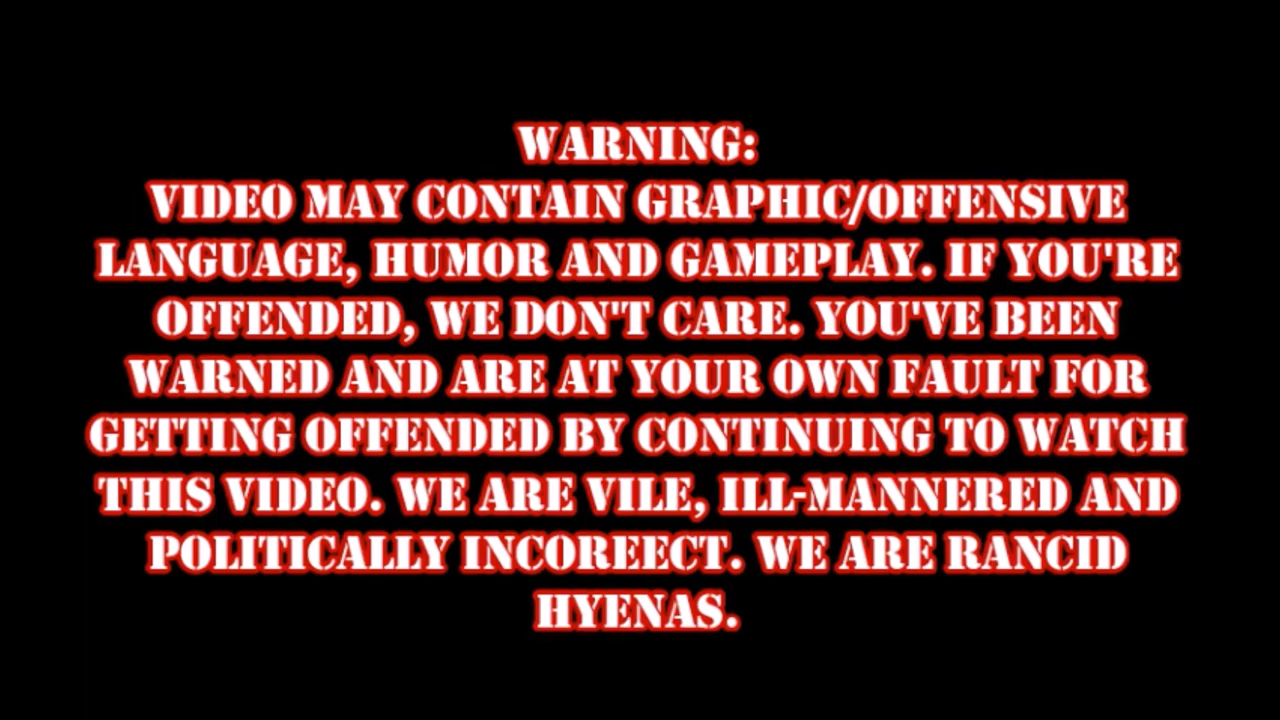 WARNING:
VIDEO MAY CONTAIN GRAPHIC/OFFENSIVE
LANGUAGE, HUMOR AND GAMEPLAY. IF YOU'RE
OFFENDED, WE DON'T CARE. YOU'VE BEEN
WARNED AND ARE AT YOUR OWN FAULT FOR
GETTING OFFENDED BY CONTINUING TO WATCH
THIS VIDEO. WE ARE VILE, ILL-MANNERED AND
POLITICALLY INCOREECT. WE ARE RANCID
HYENAS.